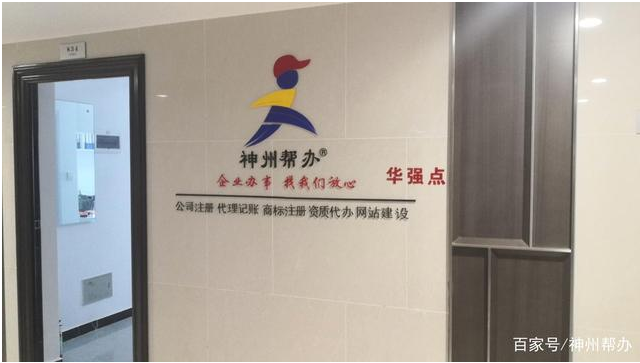 934
神州帮办®
企业办事 找我们放心
华强点
公司注册 代理记账 商标注册 资质代办 网站建设
百家号/神州帮办